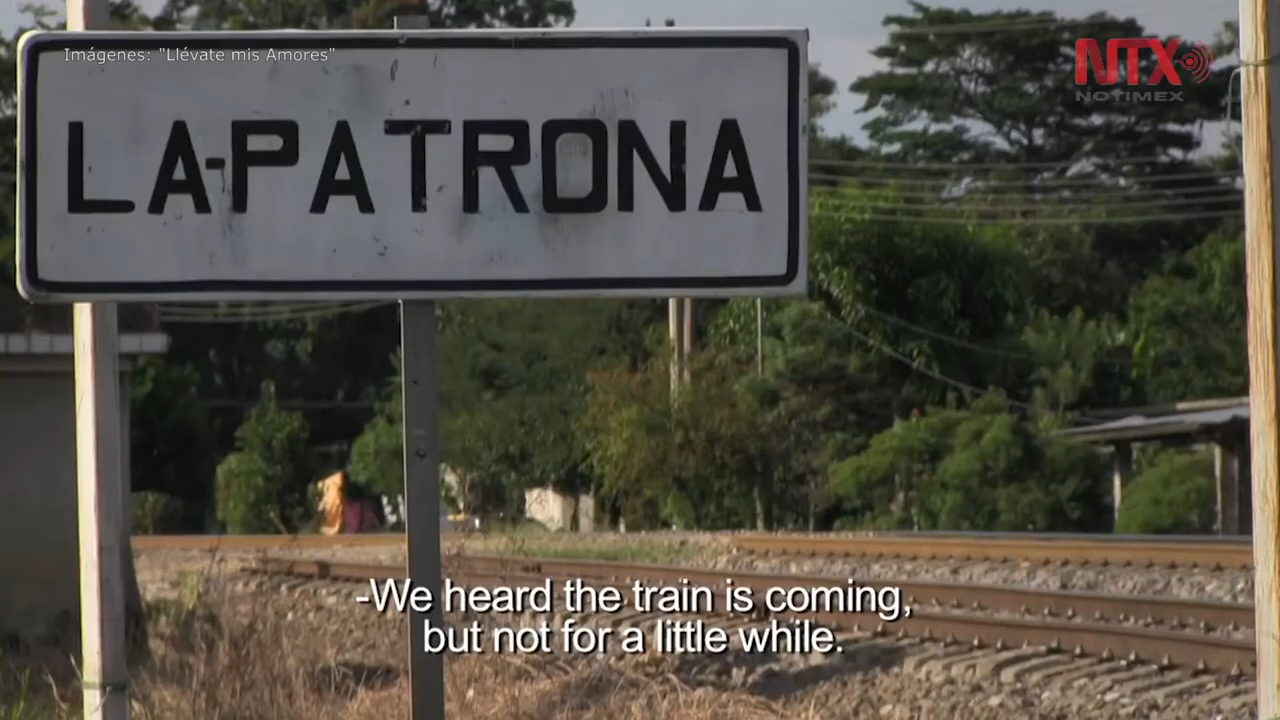 Imágenes: "Llévate mis Amores"
NTX
NOTIMEX
LA-PATRONA
-We heard the train is coming,
but not for a little while.